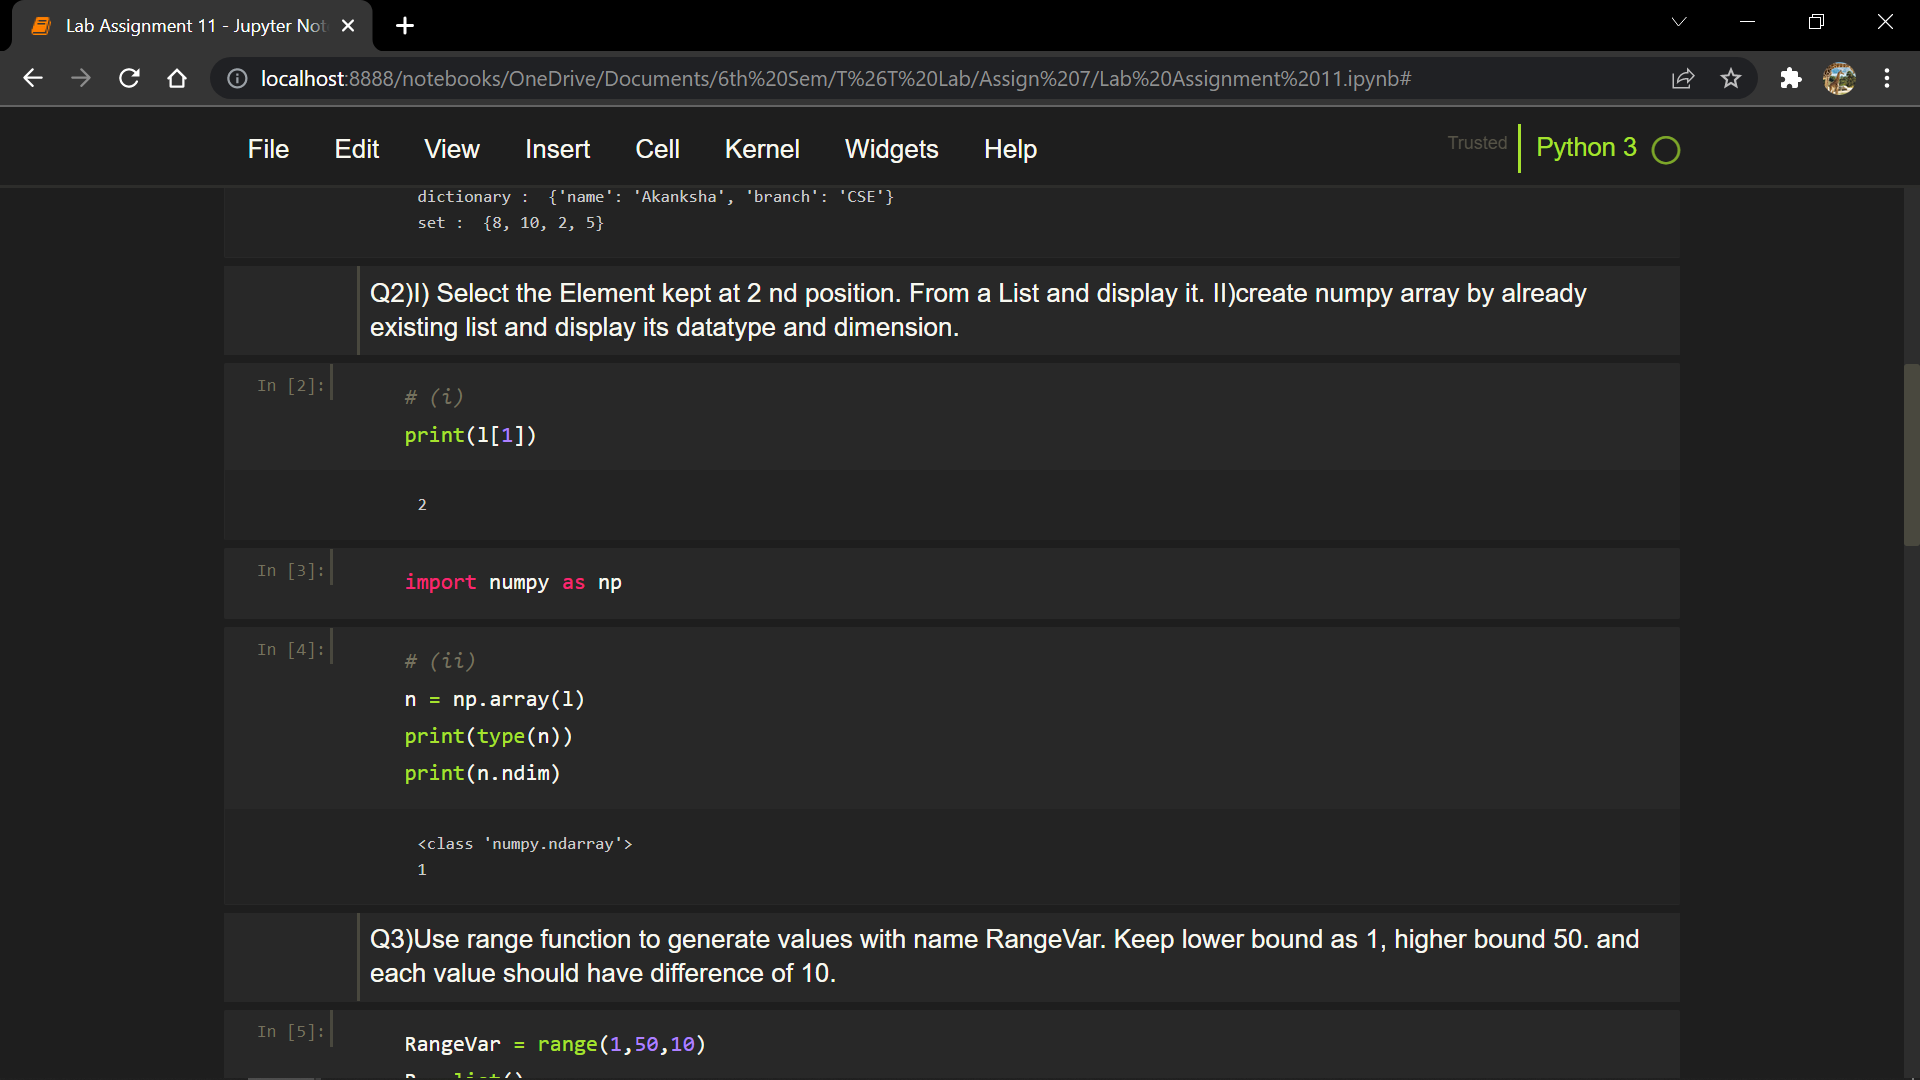 Lab Assignment 11 - Jupyter Not
localhost:8888/notebooks/OneDrive/Documents/6th%20Sem/T%26T%20Lab/Assign%207/Lab%20Assignment%2011.ipynb#
File Edit View Insert Cell Kernel Widgets Help Trusted Python 3
dictionary :  {'name': 'Akanksha', 'branch': 'CSE'}
set :  {8, 10, 2, 5}
Q2)I) Select the Element kept at 2 nd position. From a List and display it. II)create numpy array by already
existing list and display its datatype and dimension.
In [2]:
# (i)
print(l[1])
2
In [3]:
import numpy as np
In [4]:
# (ii)
n = np.array(l)
print(type(n))
print(n.ndim)
<class 'numpy.ndarray'>
1
Q3)Use range function to generate values with name RangeVar. Keep lower bound as 1, higher bound 50. and
each value should have difference of 10.
In [5]:
RangeVar = range(1,50,10)